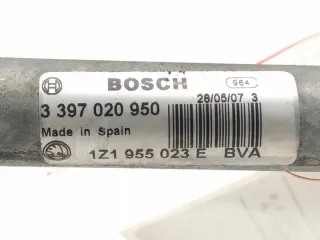 BOSCH 984
28/05/07 3
3 397 020 950
Made in Spain
1Z1 955 023 E BVA